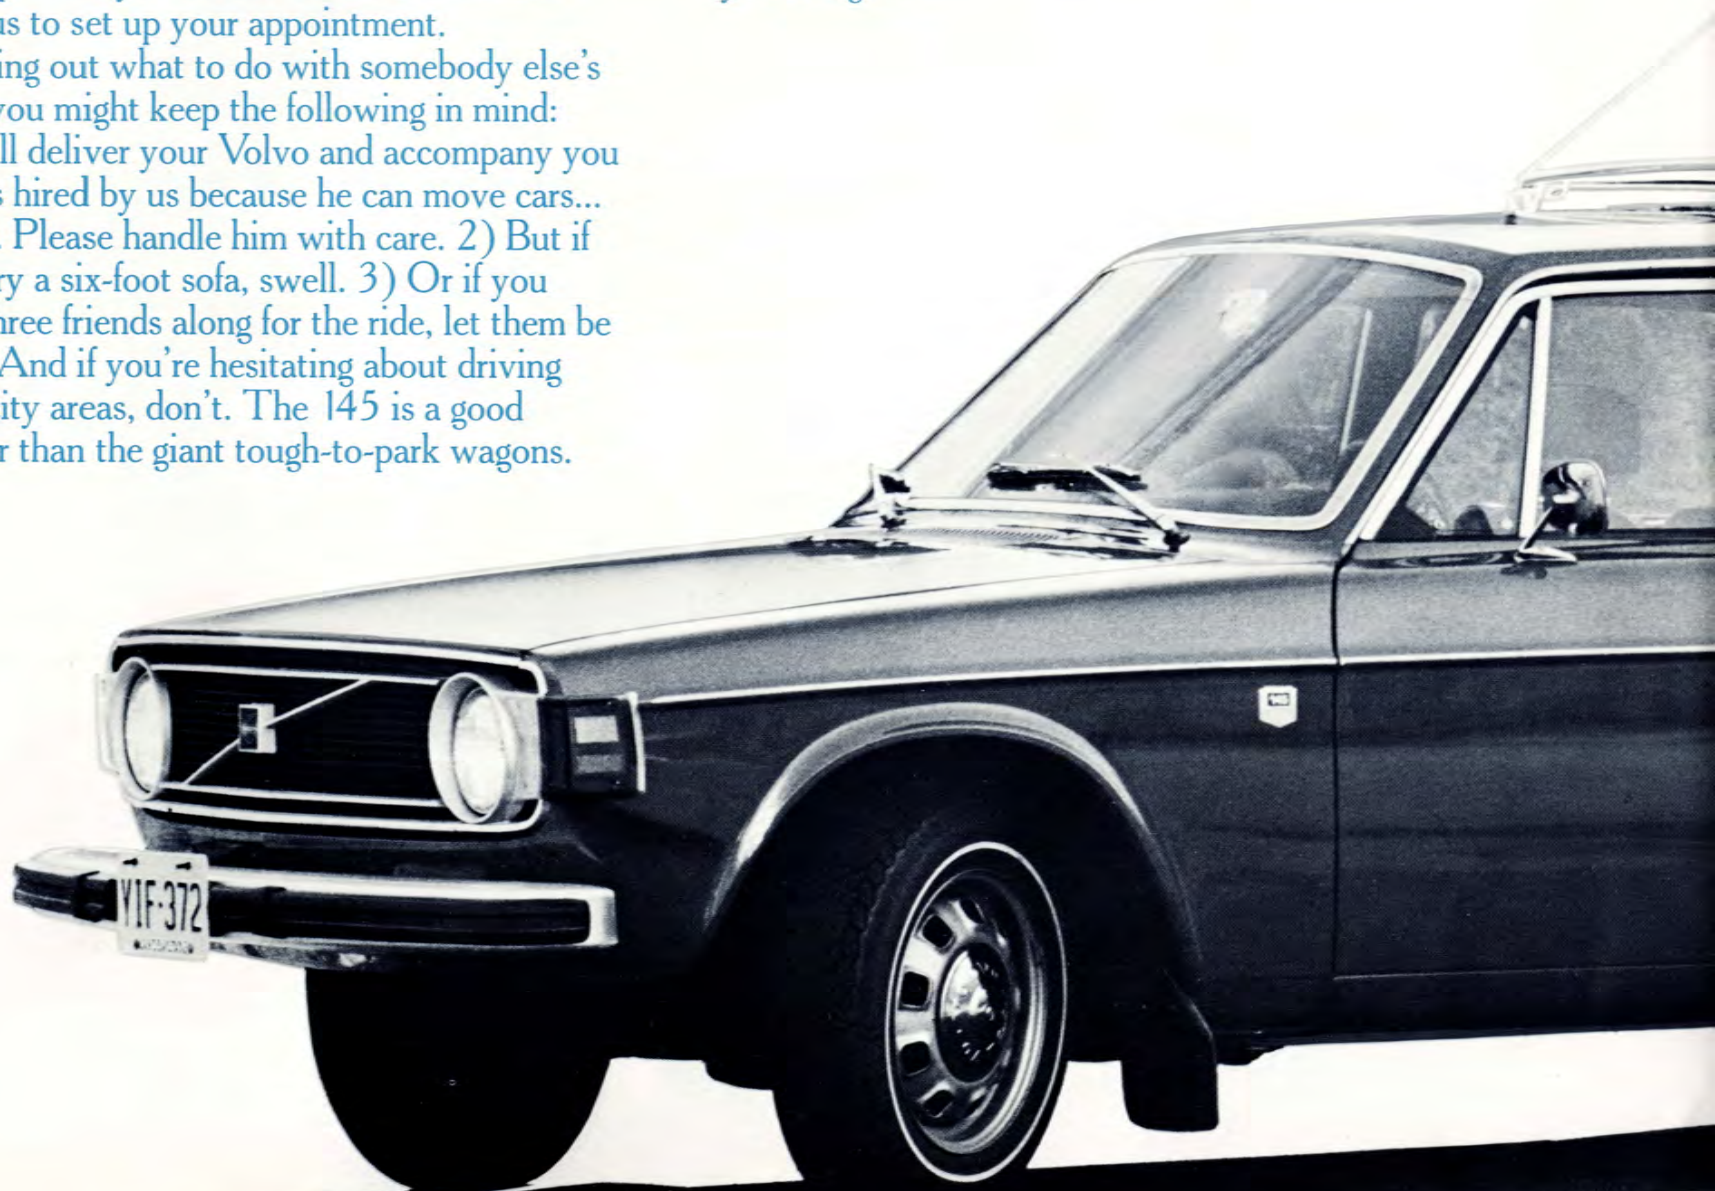 us to set up your appointment.
ing out what to do with somebody else's
you might keep the following in mind:
ll deliver your Volvo and accompany you
s hired by us because he can move cars...
. Please handle him with care. 2) But if
ry a six-foot sofa, swell. 3) Or if you
hree friends along for the ride, let them be
And if you're hesitating about driving
ity areas, don't. The 145 is a good
r than the giant tough-to-park wagons.
145
YIF·372